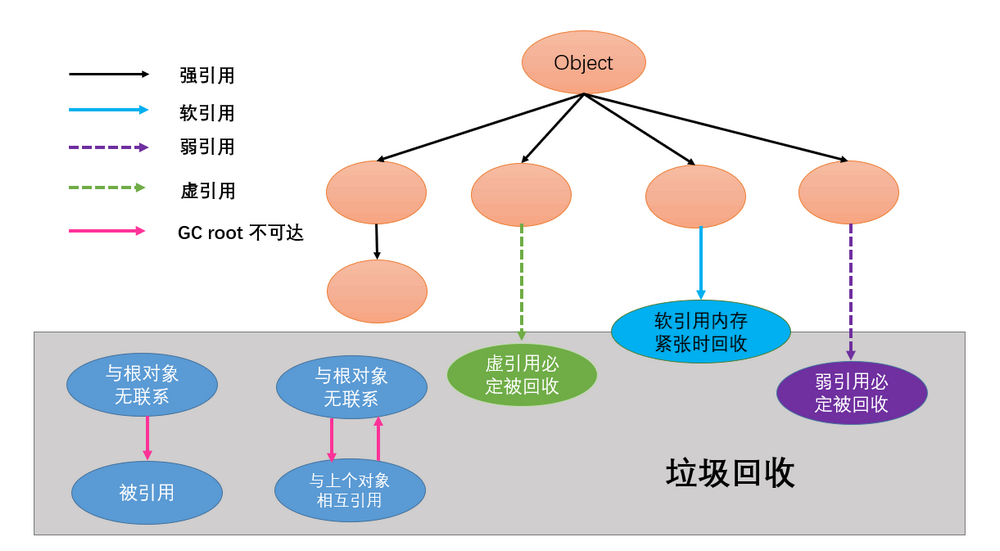 强引用
软引用
弱引用
虚引用
GC root 不可达
Object
软引用内存
紧张时回收
与根对象
无联系
与根对象
无联系
虚引用必
定被回收
弱引用必
定被回收
被引用
与上个对象
相互引用
垃圾回收